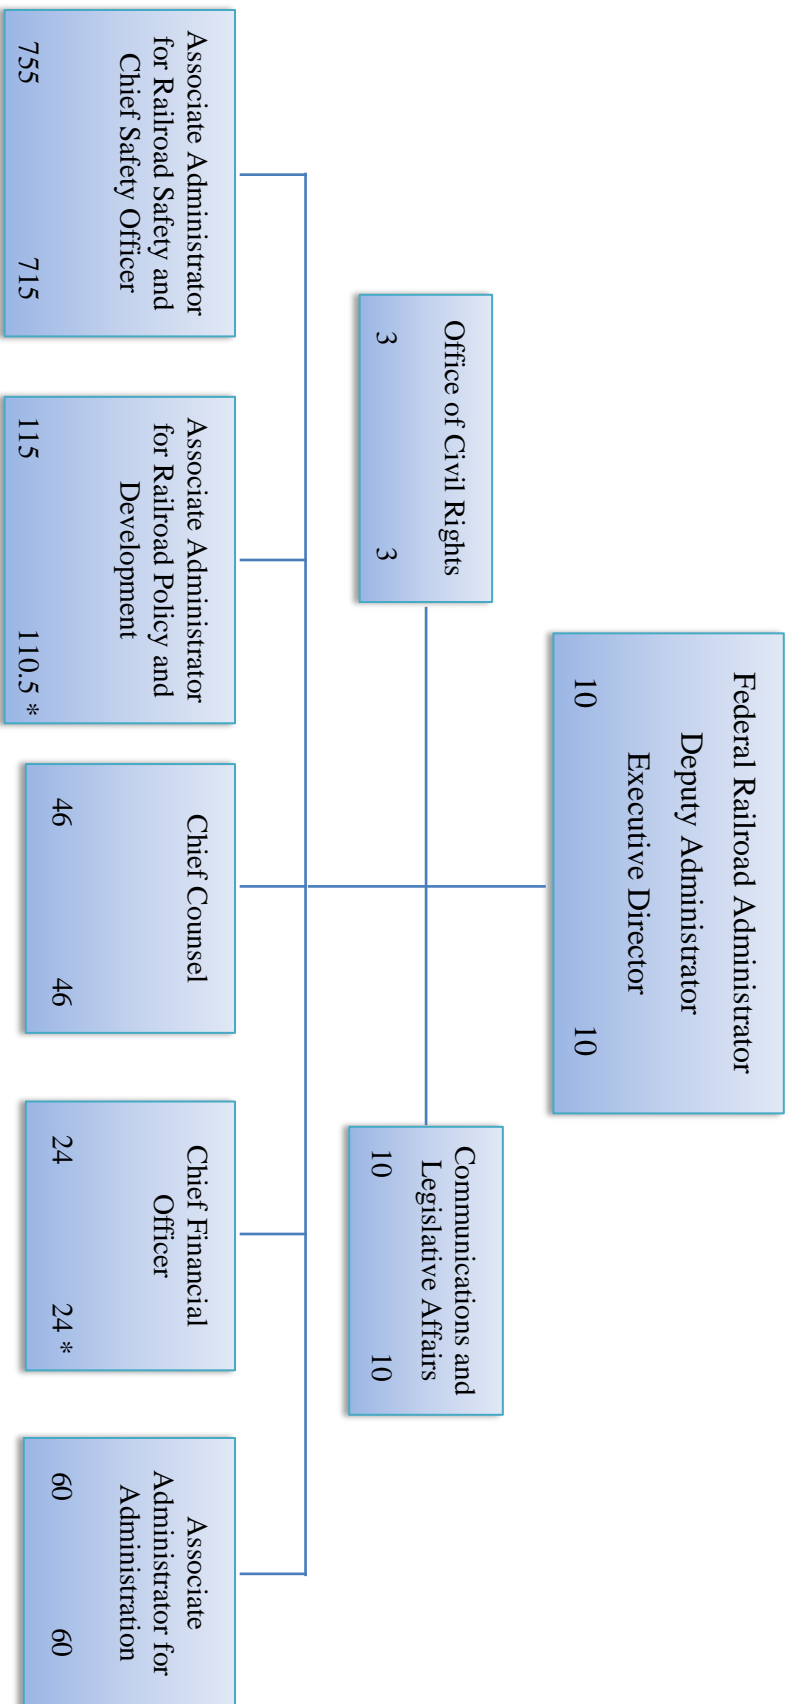 Federal Railroad Administrator
Deputy Administrator
Executive Director
10 10
Office of Civil Rights
3 3
Communications and
Legislative Affairs
10 10
Associate Administrator
for Railroad Safety and
Chief Safety Officer
755 715
Associate Administrator
for Railroad Policy and
Development
115 110.5 *
Chief Counsel
46 46
Chief Financial
Officer
24 24 *
Associate
Administrator for
Administration
60 60